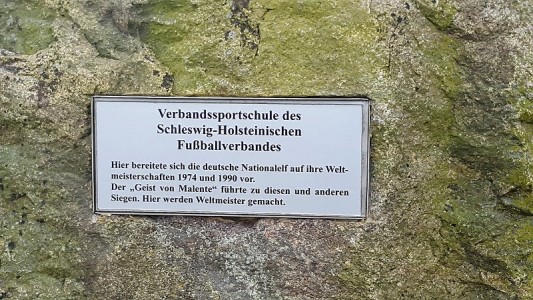 Verbandssportschule des
Schleswig-Holsteinischen
Fußballverbandes
Hier bereitete sich die deutsche Nationalelf auf ihre Welt-
meisterschaften 1974 und 1990 vor.
Der „Geist von Malente“ führte zu diesen und anderen
Siegen. Hier werden Weltmeister gemacht.